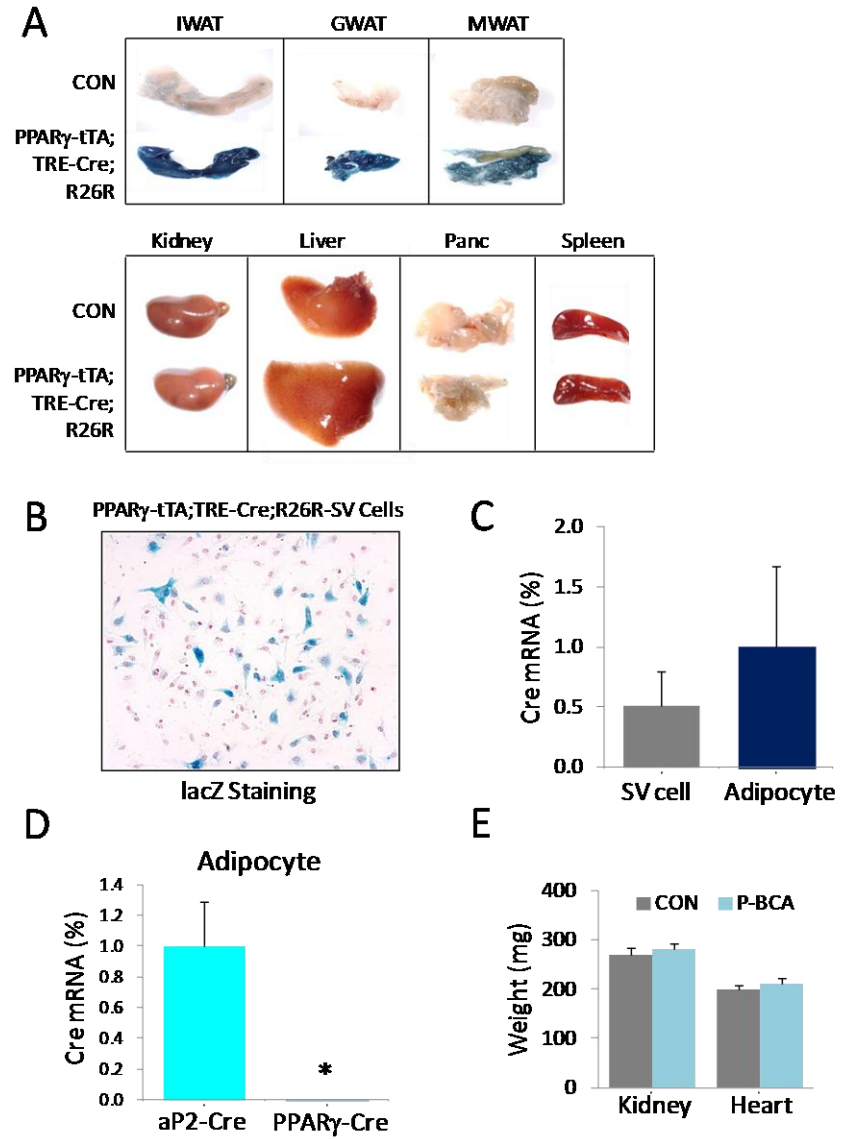 A
IWAT GWAT MWAT
CON
PPARγ-tTA;
TRE-Cre;
R26R
Kidney Liver Panc Spleen
CON
PPARγ-tTA;
TRE-Cre;
R26R
B
PPARγ-tTA;TRE-Cre;R26R-SV Cells
lacZ Staining
C
Cre mRNA (%)
2.0
1.5
1.0
0.5
0.0
SV cell Adipocyte
D
Adipocyte
Cre mRNA (%)
1.4
1.2
1.0
0.8
0.6
0.4
0.2
0.0
*
aP2-Cre PPARγ-Cre
E
Weight (mg)
400
300
200
100
0
CON P-BCA
Kidney Heart